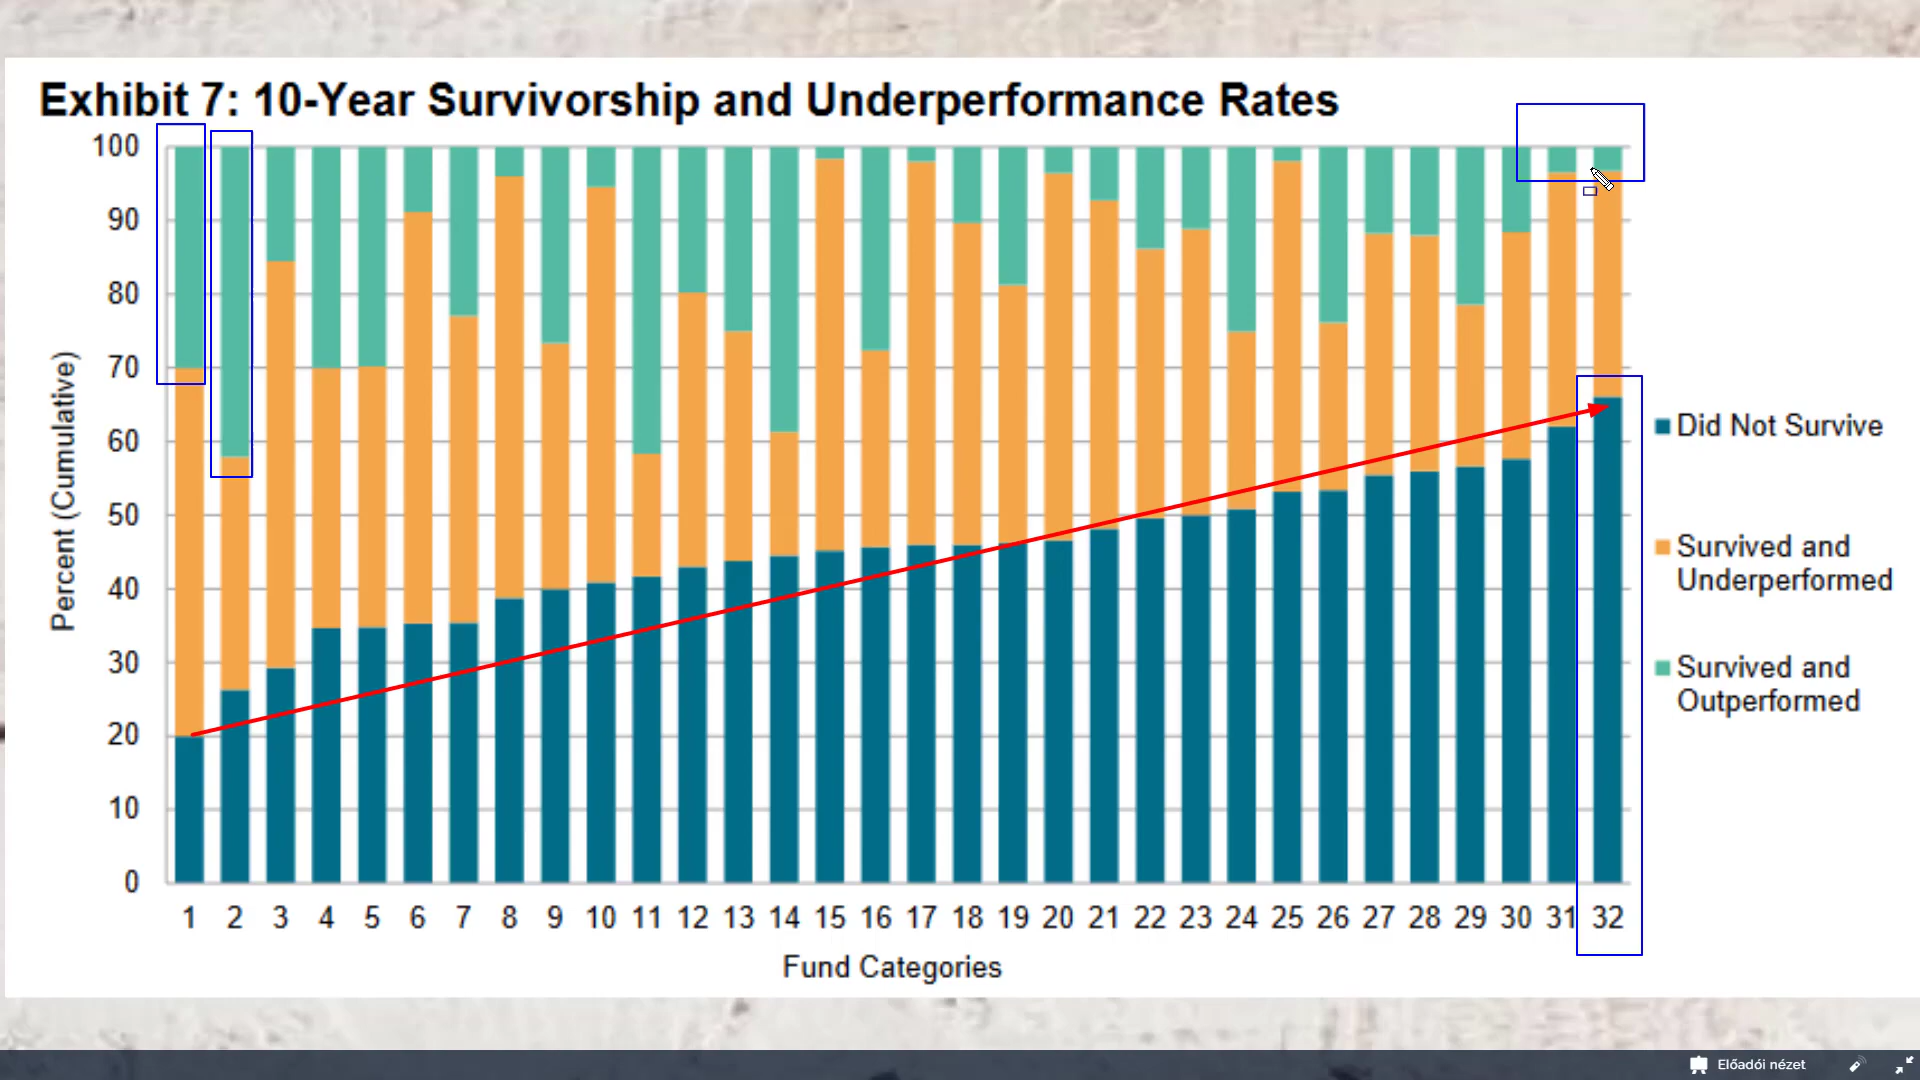 Exhibit 7: 10-Year Survivorship and Underperformance Rates
100
90
80
70
60
50
40
30
20
10
0
Percent (Cumulative)
1 2 3 4 5 6 7 8 9 10 11 12 13 14 15 16 17 18 19 20 21 22 23 24 25 26 27 28 29 30 31 32
Fund Categories
Did Not Survive
Survived and
Underperformed
Survived and
Outperformed
Előadói nézet